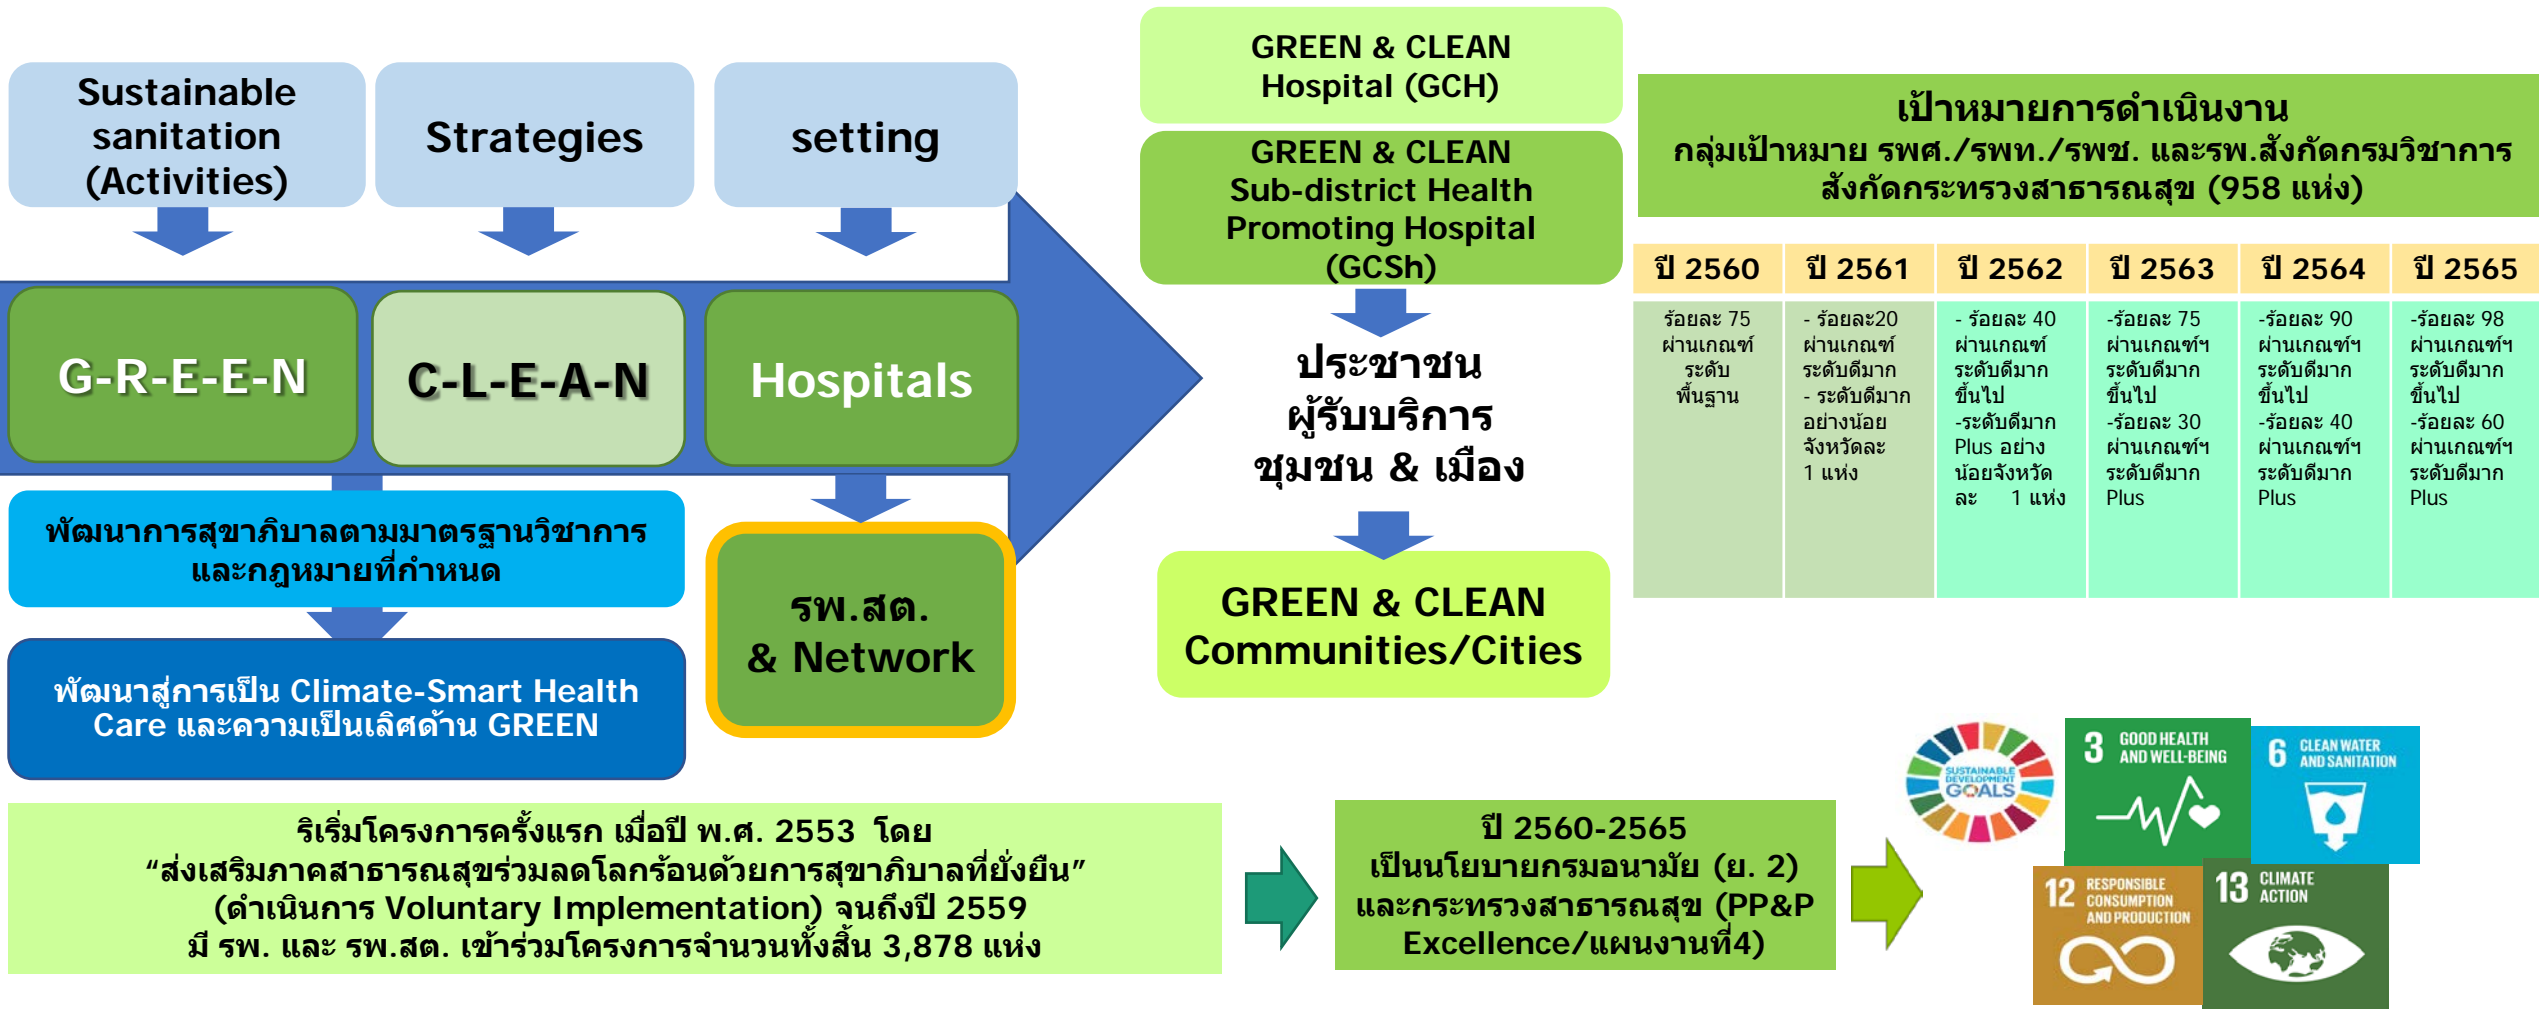 Sustainable
sanitation
(Activities)
Strategies
setting
G-R-E-E-N
C-L-E-A-N
Hospitals
พัฒนาการสุขาภิบาลตามมาตรฐานวิชาการ
และกฎหมายที่กำหนด
พัฒนาสู่การเป็น Climate-Smart Health
Care และความเป็นเลิศด้าน GREEN
รพ.สต.
& Network
GREEN & CLEAN
Hospital (GCH)
GREEN & CLEAN
Sub-district Health
Promoting Hospital
(GCSh)
ประชาชน
ผู้รับบริการ
ชุมชน & เมือง
GREEN & CLEAN
Communities/Cities
เป้าหมายการดำเนินงาน
กลุ่มเป้าหมาย รพศ./รพท./รพช. และรพ.สังกัดกรมวิชาการ
สังกัดกระทรวงสาธารณสุข (958 แห่ง)
ปี 2560
ปี 2561
ปี 2562
ปี 2563
ปี 2564
ปี 2565
ร้อยละ 75
ผ่านเกณฑ์
ระดับ
พื้นฐาน
- ร้อยละ20
ผ่านเกณฑ์
ระดับดีมาก
- ระดับดีมาก
อย่างน้อย
จังหวัดละ
1 แห่ง
- ร้อยละ 40
ผ่านเกณฑ์
ระดับดีมาก
ขึ้นไป
-ระดับดีมาก
Plus อย่าง
น้อยจังหวัด
ละ 1 แห่ง
-ร้อยละ 75
ผ่านเกณฑ์ฯ
ระดับดีมาก
ขึ้นไป
-ร้อยละ 30
ผ่านเกณฑ์ฯ
ระดับดีมาก
Plus
-ร้อยละ 90
ผ่านเกณฑ์ฯ
ระดับดีมาก
ขึ้นไป
-ร้อยละ 40
ผ่านเกณฑ์ฯ
ระดับดีมาก
Plus
-ร้อยละ 98
ผ่านเกณฑ์ฯ
ระดับดีมาก
ขึ้นไป
-ร้อยละ 60
ผ่านเกณฑ์ฯ
ระดับดีมาก
Plus
ริเริ่มโครงการครั้งแรก เมื่อปี พ.ศ. 2553 โดย
“ส่งเสริมภาคสาธารณสุขร่วมลดโลกร้อนด้วยการสุขาภิบาลที่ยั่งยืน”
(ดำเนินการ Voluntary Implementation) จนถึงปี 2559
มี รพ. และ รพ.สต. เข้าร่วมโครงการจำนวนทั้งสิ้น 3,878 แห่ง
ปี 2560-2565
เป็นนโยบายกรมอนามัย (ย. 2)
และกระทรวงสาธารณสุข (PP&P
Excellence/แผนงานที่4)
SUSTAINABLE
DEVELOPMENT
GOALS
3 GOOD HEALTH
AND WELL-BEING
6 CLEAN WATER
AND SANITATION
12 RESPONSIBLE
CONSUMPTION
AND PRODUCTION
13 CLIMATE
ACTION